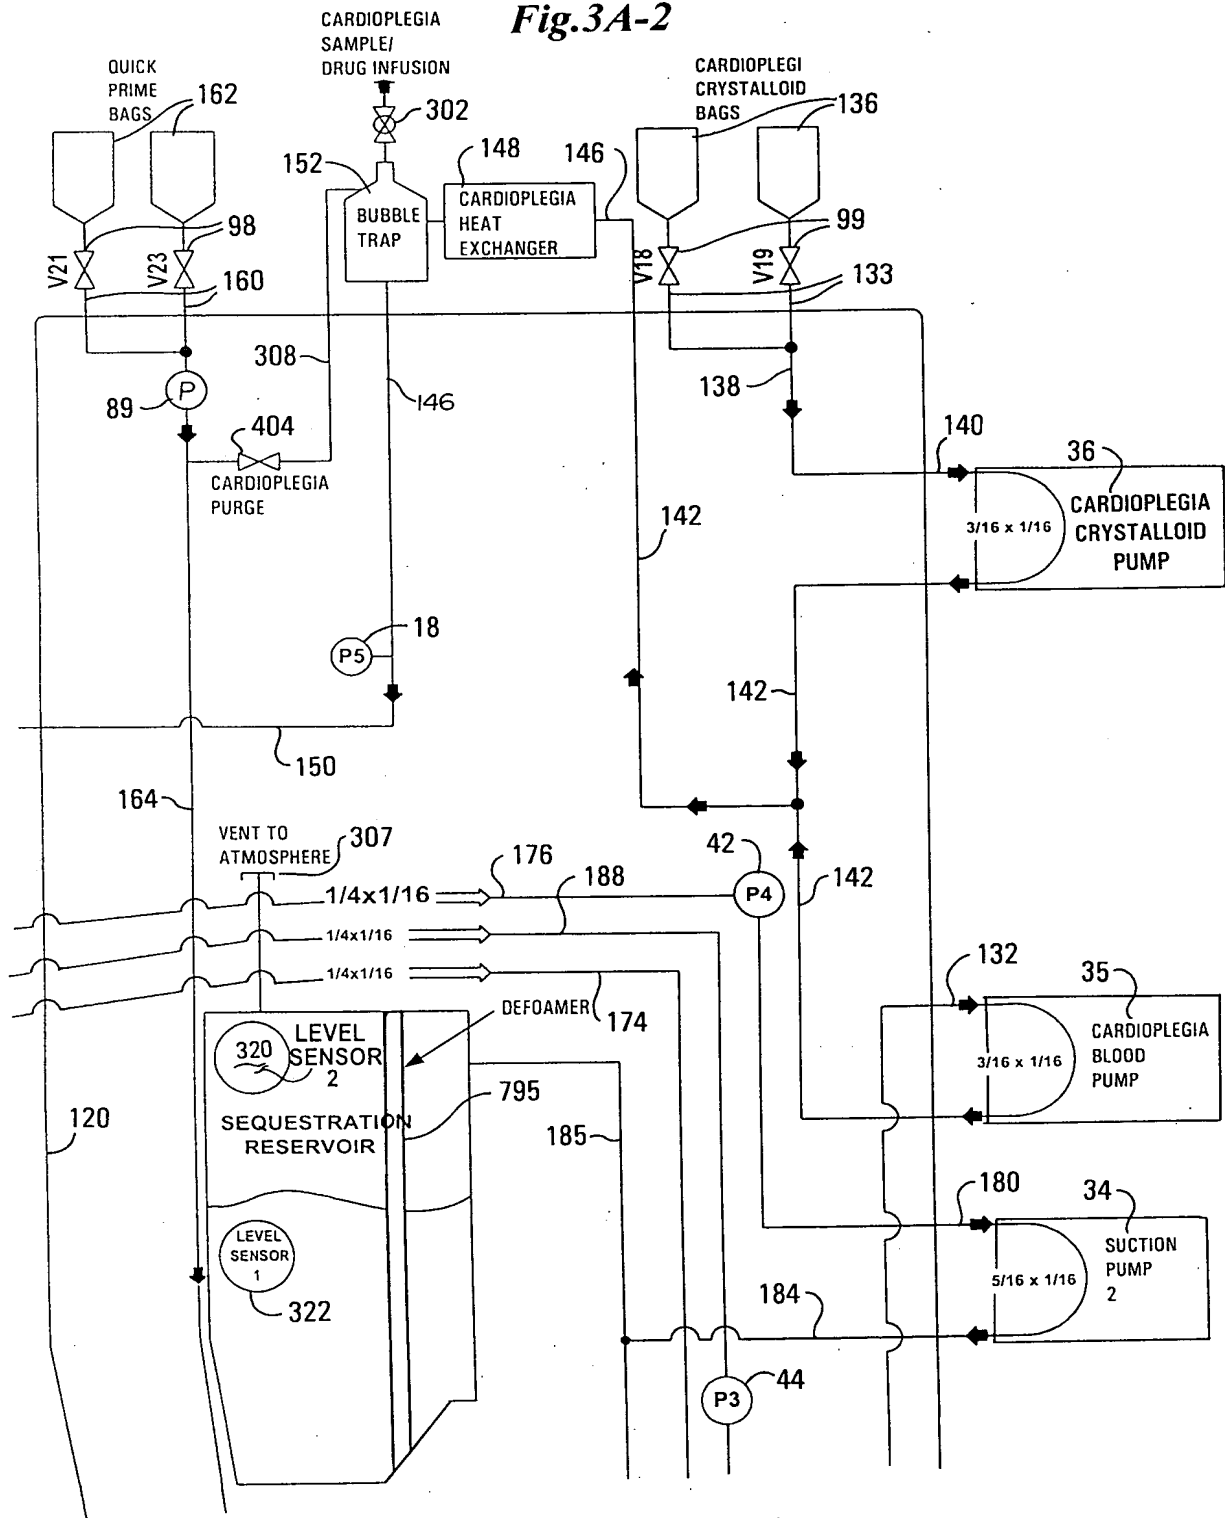 Fig.3A-2
CARDIOPLEGIA
SAMPLE/
DRUG INFUSION
QUICK
PRIME
BAGS
162
302
CARDIOPLEGI
CRYSTALLOID
BAGS
136
152
148
146
BUBBLE
TRAP
CARDIOPLEGIA
HEAT
EXCHANGER
98
99
V21
V23
V18
V19
160
133
308
146
138
89
P
404
CARDIOPLEGIA
PURGE
140
36
3/16 x 1/16
CARDIOPLEGIA
CRYSTALLOID
PUMP
142
18
P5
142
150
164
VENT TO
ATMOSPHERE
307
176
188
42
P4
142
1/4x1/16
1/4x1/16
1/4x1/16
132
35
DEFOAMER
174
320
LEVEL
SENSOR
2
3/16 x 1/16
CARDIOPLEGIA
BLOOD
PUMP
795
SEQUESTRATION
RESERVOIR
120
185
180
34
LEVEL
SENSOR
1
322
5/16 x 1/16
SUCTION
PUMP
2
184
44
P3